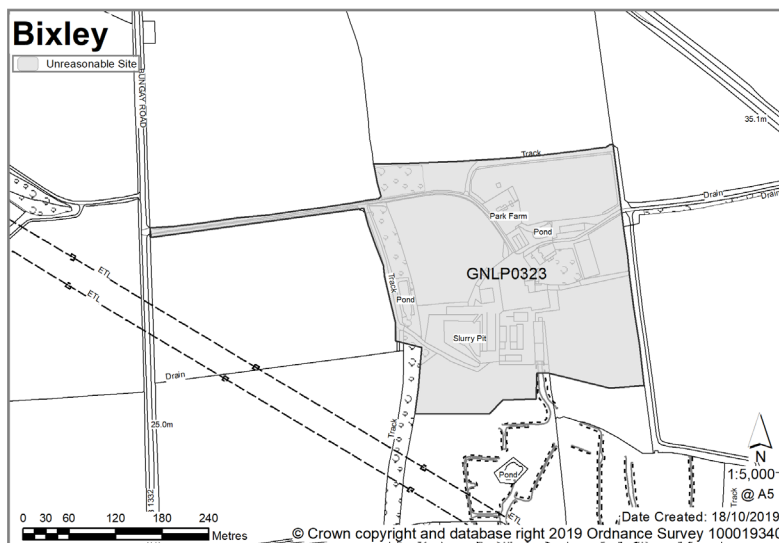 Bixley
Unreasonable Site
BUNGAY ROAD
35.1m
Track
Drain
Drain
Park Farm
Pond
GNLP0323
ETL
ETL
Track
Pond
Slurry Pit
Drain
25.0m
Track
Pond
ETL
Track
N
1:5,000
@ A5
Date Created: 18/10/2019
0 30 60 120 180 240
Metres
© Crown copyright and database right 2019 Ordnance Survey 100019340